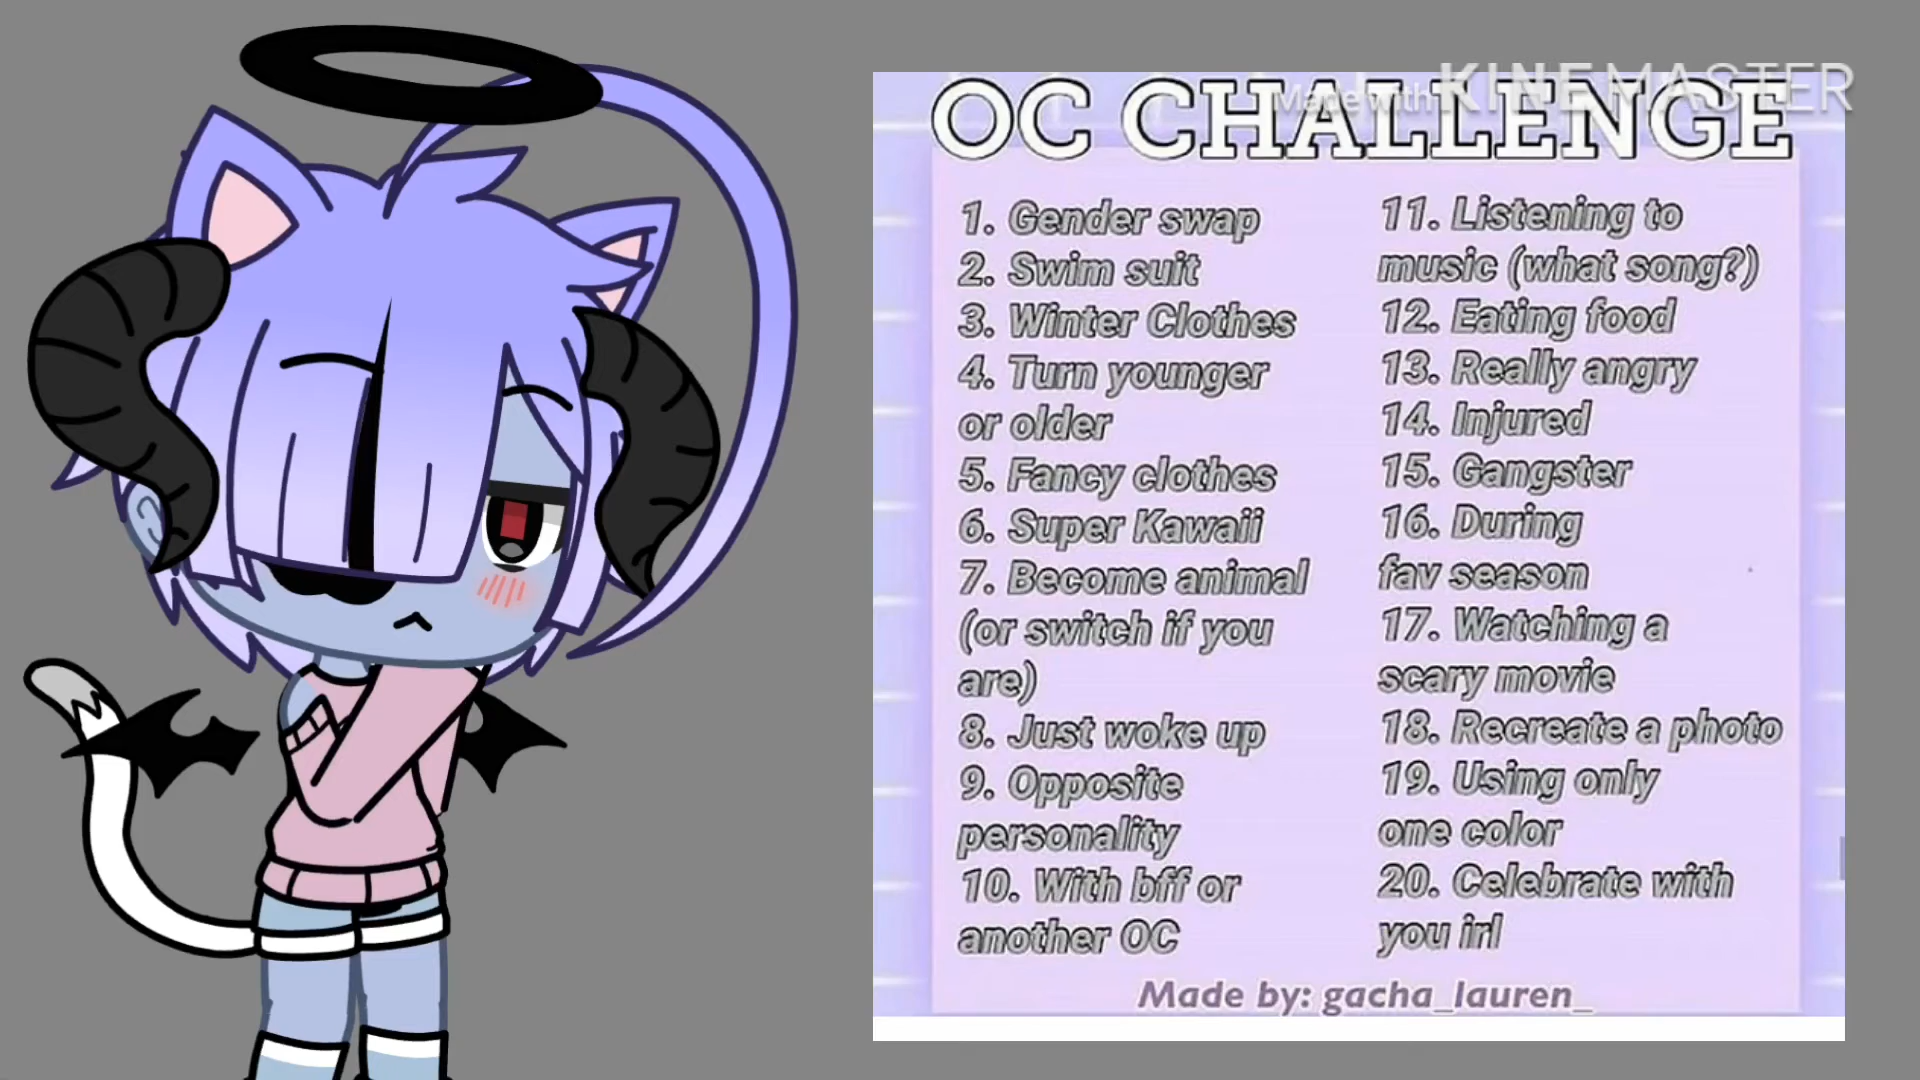 Made with KINEMASTER
OC CHALLENGE
1. Gender swap
2. Swim suit
3. Winter Clothes
4. Turn younger
or older
5. Fancy clothes
6. Super Kawaii
7. Become animal
(or switch if you
are)
8. Just woke up
9. Opposite
personality
10. With bff or
another OC
11. Listening to
music (what song?)
12. Eating food
13. Really angry
14. Injured
15. Gangster
16. During
fav season
17. Watching a
scary movie
18. Recreate a photo
19. Using only
one color
20. Celebrate with
you irl
Made by: gacha_lauren_